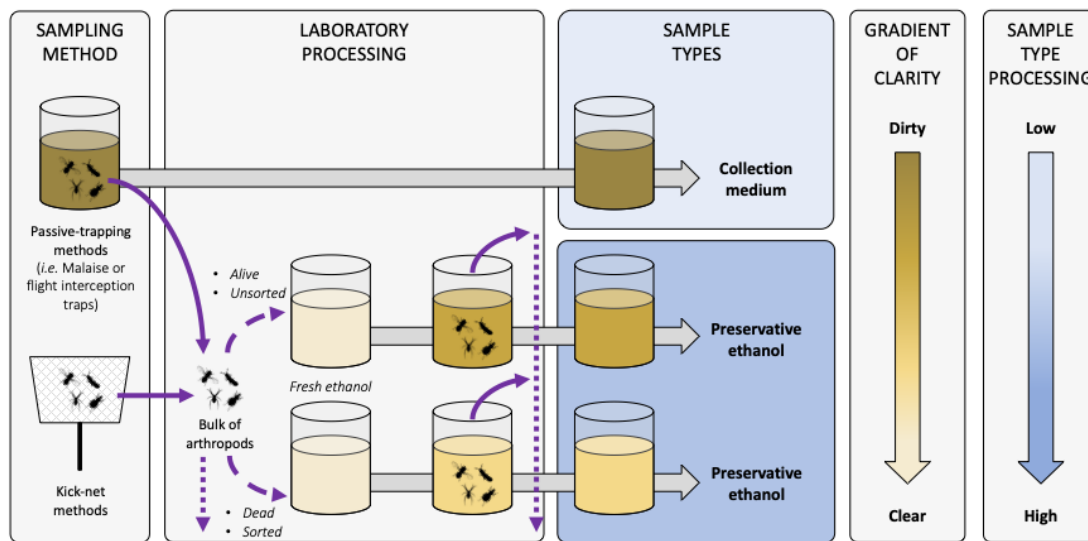 SAMPLING
METHOD
LABORATORY
PROCESSING
SAMPLE
TYPES
GRADIENT
OF
CLARITY
SAMPLE
TYPE
PROCESSING
Dirty
Low
Collection
medium
Passive-trapping
methods
(i.e. Malaise or
flight interception
traps)
• Alive
• Unsorted
Preservative
ethanol
Fresh ethanol
Bulk of
arthropods
Kick-net
methods
• Dead
• Sorted
Preservative
ethanol
Clear
High